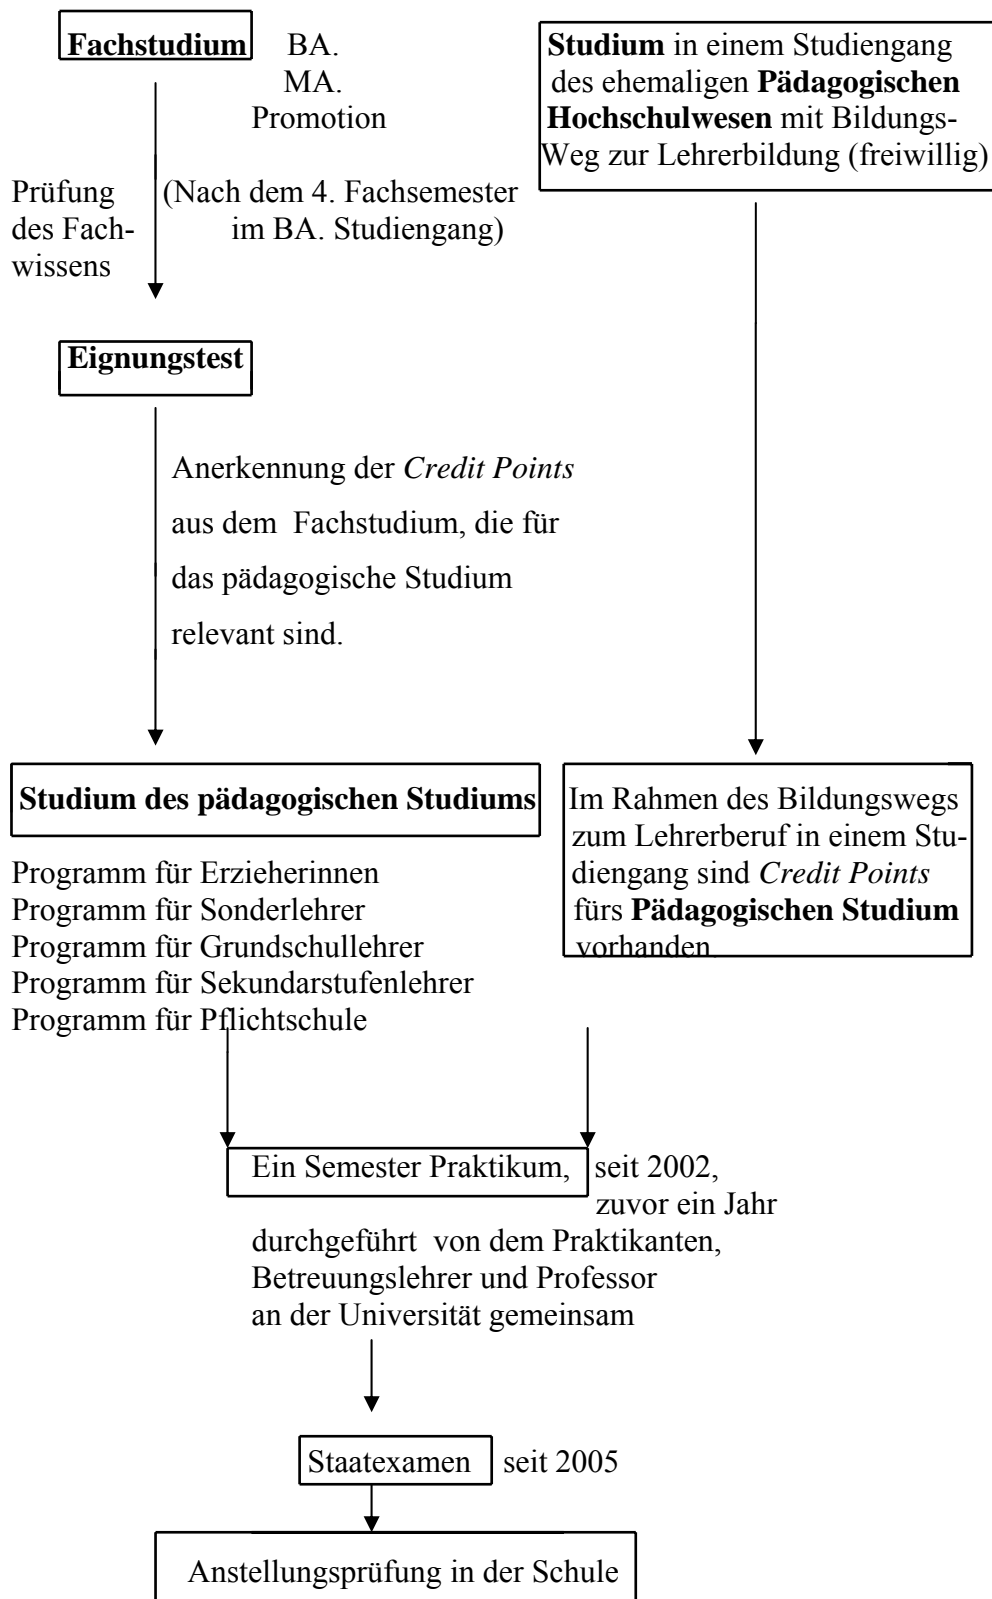 Fachstudium BA.
MA.
Promotion
Prüfung (Nach dem 4. Fachsemester
des Fach- im BA. Studiengang)
wissens
Eignungstest
Anerkennung der Credit Points
aus dem Fachstudium, die für
das pädagogische Studium
relevant sind.
Studium des pädagogischen Studiums
Programm für Erzieherinnen
Programm für Sonderlehrer
Programm für Grundschullehrer
Programm für Sekundarstufenlehrer
Programm für Pflichtschule
Studium in einem Studiengang
des ehemaligen Pädagogischen
Hochschulwesen mit Bildungs-
Weg zur Lehrerbildung (freiwillig)
Im Rahmen des Bildungswegs
zum Lehrerberuf in einem Stu-
diengang sind Credit Points
fürs Pädagogischen Studium
vorhanden.
Ein Semester Praktikum, seit 2002,
zuvor ein Jahr
durchgeführt von dem Praktikanten,
Betreuungslehrer und Professor
an der Universität gemeinsam
Staatexamen seit 2005
Anstellungsprüfung in der Schule